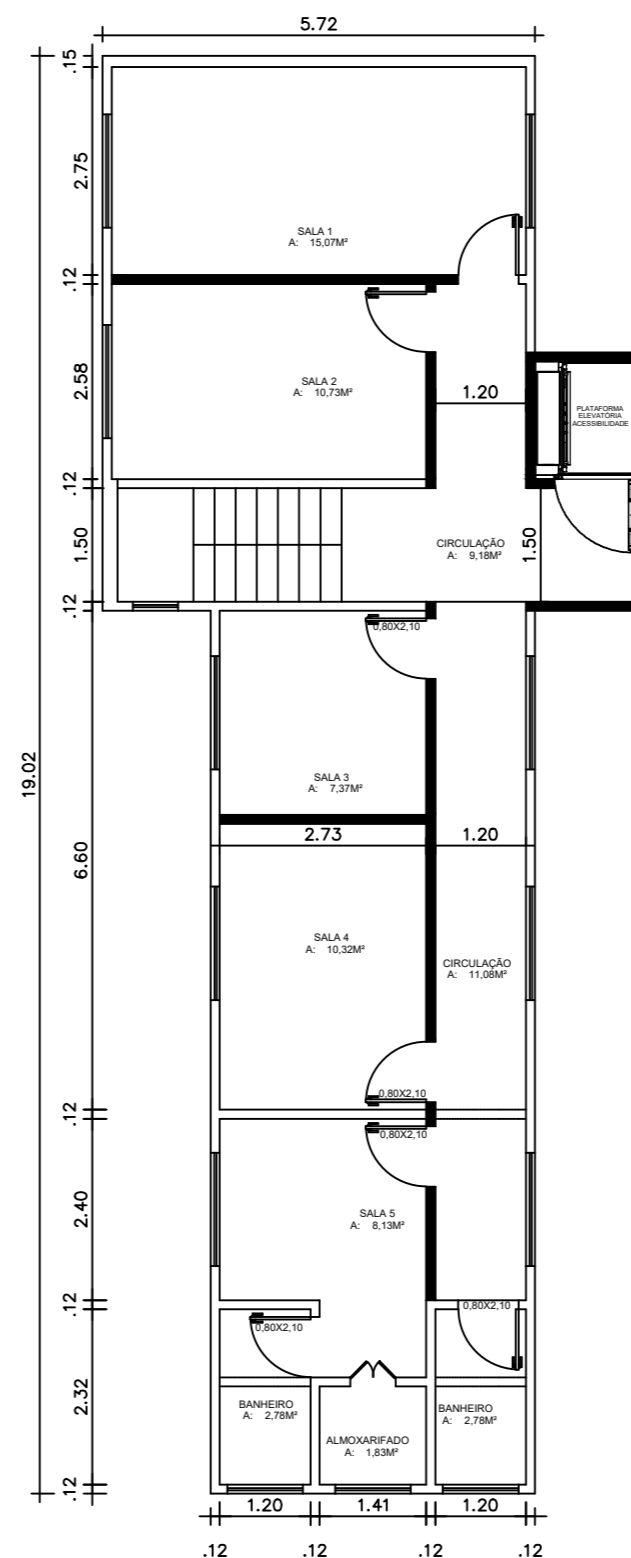 5.72
.15
2.75
SALA 1
A: 15,07M²
.12
2.58
SALA 2
A: 10,73M²
1.20
PLATAFORMA
ELEVATÓRIA
ACESSIBILIDADE
.12
1.50
CIRCULAÇÃO
A: 9,18M²
1.50
.12
0,80X2,10
19.02
SALA 3
A: 7,37M²
2.73
1.20
6.60
SALA 4
A: 10,32M²
CIRCULAÇÃO
A: 11,08M²
0,80X2,10
.12
0,80X2,10
2.40
SALA 5
A: 8,13M²
.12
0,80X2,10
0,80X2,10
2.32
BANHEIRO
A: 2,78M²
BANHEIRO
A: 2,78M²
ALMOXARIFADO
A: 1,83M²
.12
1.20
1.41
1.20
.12
.12
.12
.12